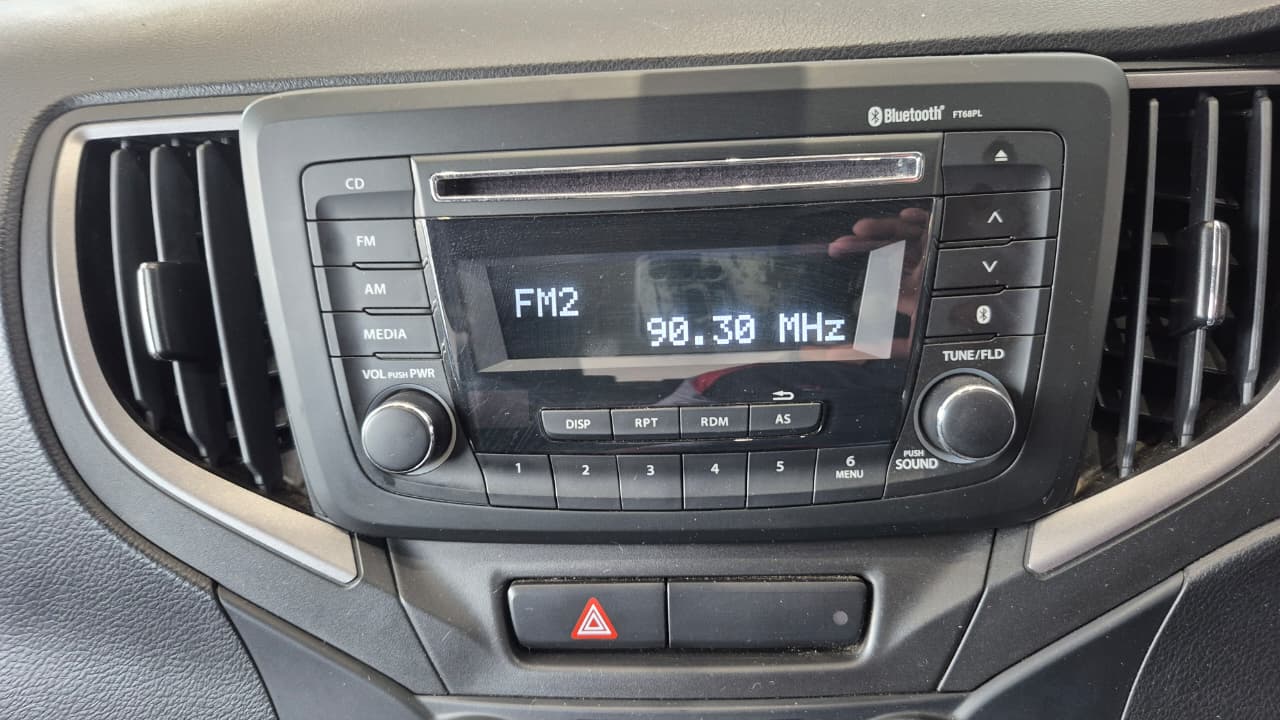 Bluetooth® FT68PL
CD
FM
AM
MEDIA
VOL PUSH PWR
FM2
90.30 MHz
TUNE/FLD
DISP RPT RDM AS
1 2 3 4 5 6
MENU
PUSH
SOUND